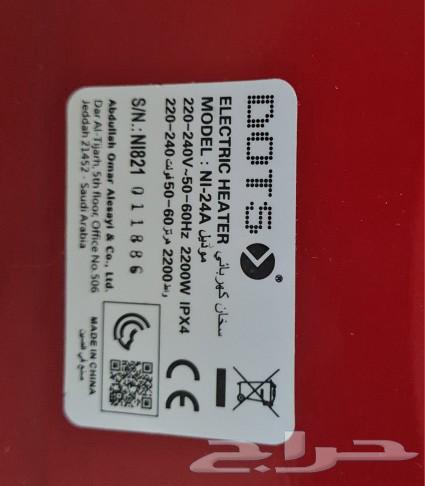 DOTS
®
ELECTRIC HEATER سخان كهربائي
MODEL : NI-24A موديل
220-240V~50-60Hz 2200W IPX4
220-240 فولت 50-60 هرتز 2200 واط
S/N.: NI821 011886
Abdullah Omar Alesayi & Co., Ltd.
Dar Al-Tijarh, 5th floor, Office No. 506
Jeddah 21452 - Saudi Arabia
CE
MADE IN CHINA
صنع في الصين
حراج